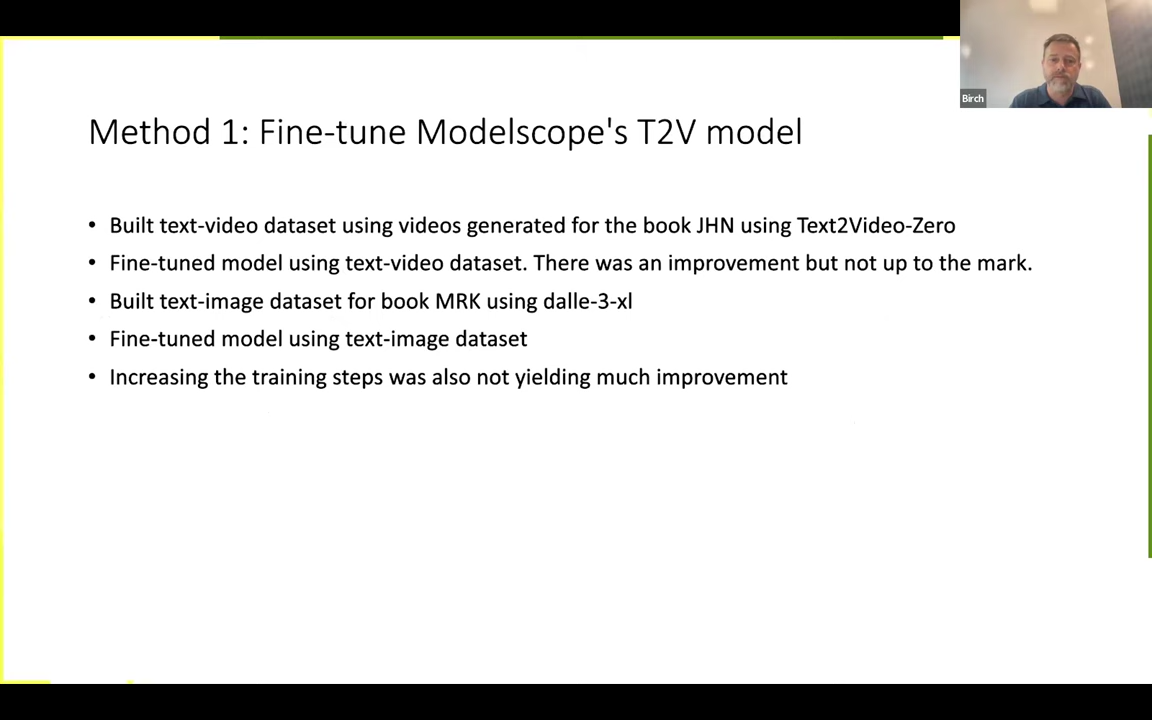 Birch
Method 1: Fine-tune Modelscope's T2V model
• Built text-video dataset using videos generated for the book JHN using Text2Video-Zero
• Fine-tuned model using text-video dataset. There was an improvement but not up to the mark.
• Built text-image dataset for book MRK using dalle-3-xl
• Fine-tuned model using text-image dataset
• Increasing the training steps was also not yielding much improvement